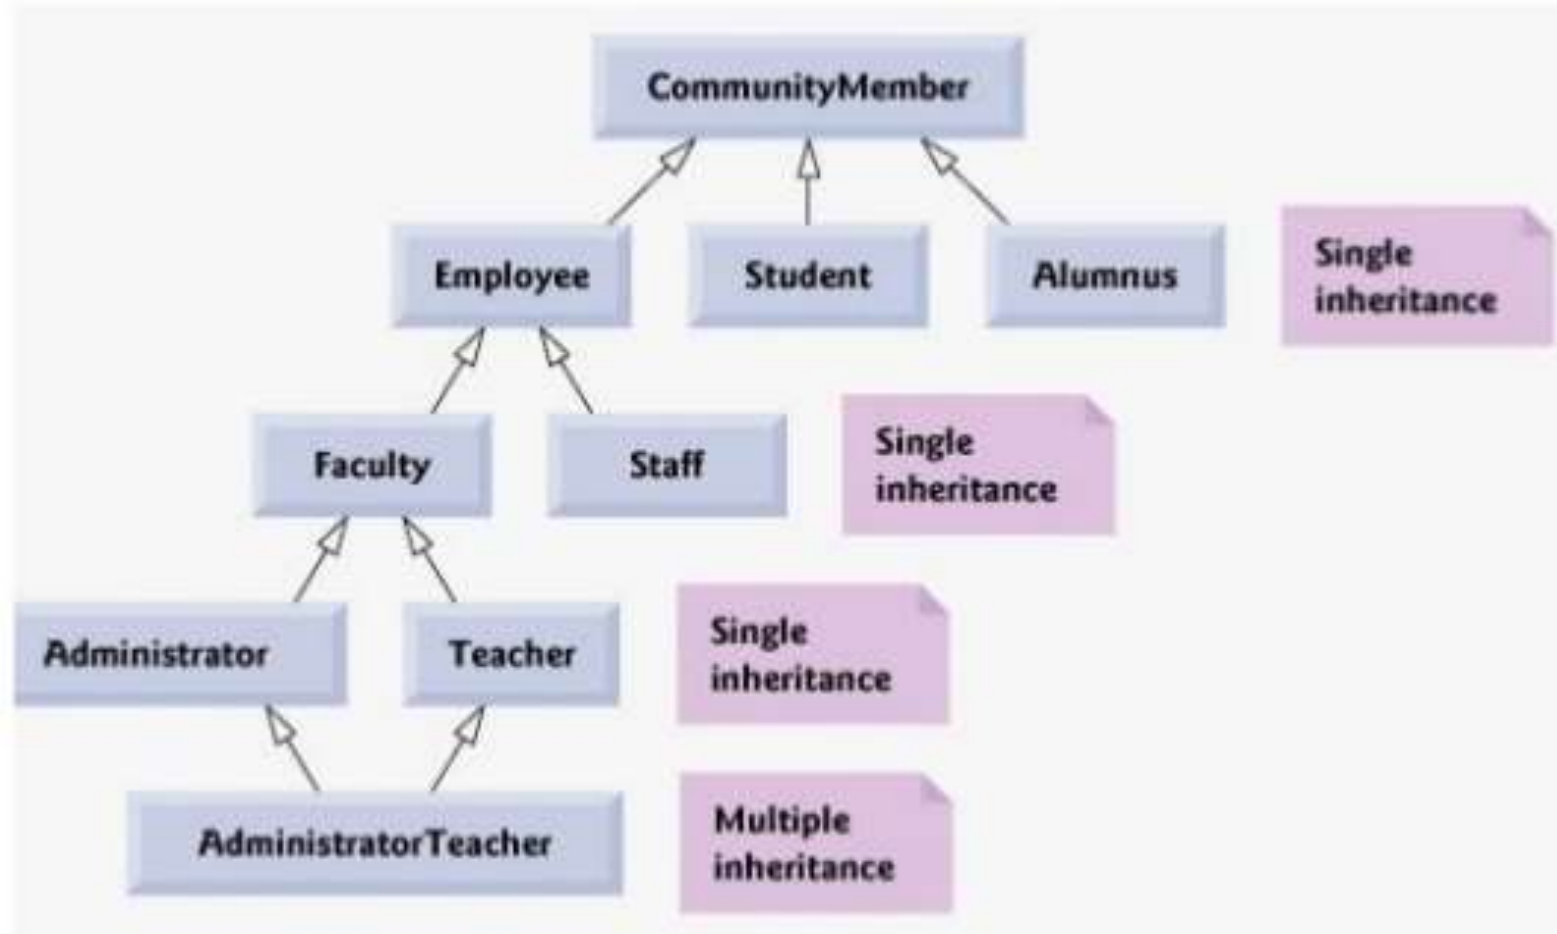 CommunityMember
Employee
Student
Alumnus
Single
inheritance
Faculty
Staff
Single
inheritance
Administrator
Teacher
Single
inheritance
AdministratorTeacher
Multiple
inheritance